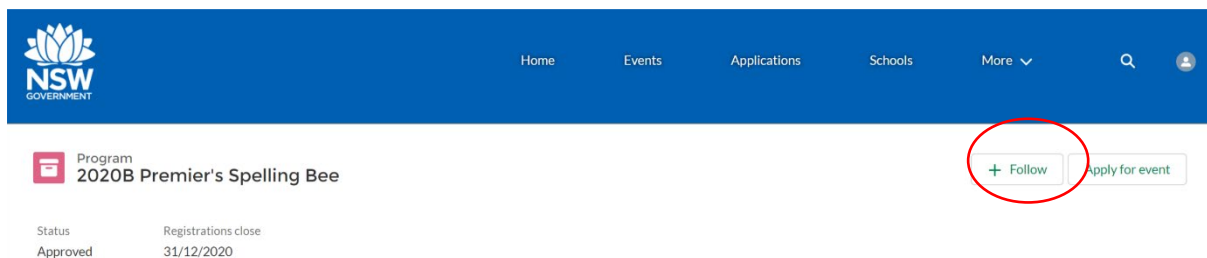 NSW
GOVERNMENT
Home Events Applications Schools More
Program
2020B Premier's Spelling Bee
+ Follow Apply for event
Status Registrations close
Approved 31/12/2020